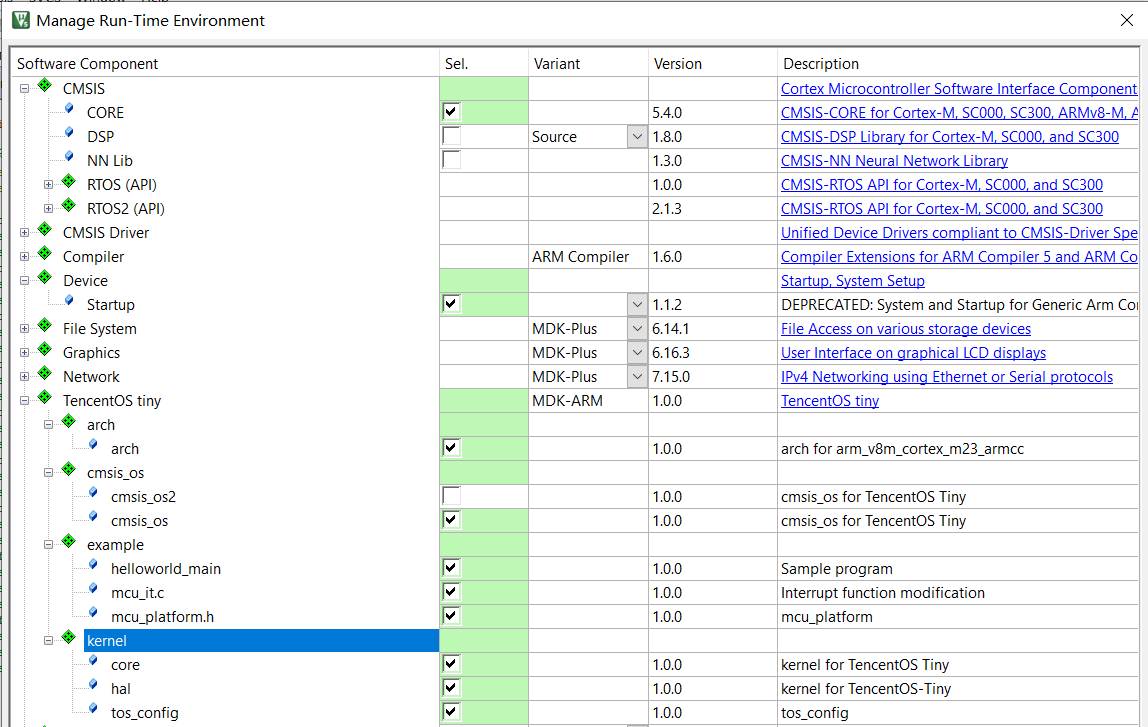 Manage Run-Time Environment
Software Component Sel. Variant Version Description
CMSIS Cortex Microcontroller Software Interface Component
CORE 5.4.0 CMSIS-CORE for Cortex-M, SC000, SC300, ARMv8-M, A
DSP Source 1.8.0 CMSIS-DSP Library for Cortex-M, SC000, and SC300
NN Lib 1.3.0 CMSIS-NN Neural Network Library
RTOS (API) 1.0.0 CMSIS-RTOS API for Cortex-M, SC000, and SC300
RTOS2 (API) 2.1.3 CMSIS-RTOS API for Cortex-M, SC000, and SC300
CMSIS Driver Unified Device Drivers compliant to CMSIS-Driver Spe
Compiler ARM Compiler 1.6.0 Compiler Extensions for ARM Compiler 5 and ARM Co
Device Startup, System Setup
Startup 1.1.2 DEPRECATED: System and Startup for Generic Arm Cor
File System MDK-Plus 6.14.1 File Access on various storage devices
Graphics MDK-Plus 6.16.3 User Interface on graphical LCD displays
Network MDK-Plus 7.15.0 IPv4 Networking using Ethernet or Serial protocols
TencentOS tiny MDK-ARM 1.0.0 TencentOS tiny
arch
arch 1.0.0 arch for arm_v8m_cortex_m23_armcc
cmsis_os
cmsis_os2 1.0.0 cmsis_os for TencentOS Tiny
cmsis_os 1.0.0 cmsis_os for TencentOS Tiny
example
helloworld_main 1.0.0 Sample program
mcu_it.c 1.0.0 Interrupt function modification
mcu_platform.h 1.0.0 mcu_platform
kernel
core 1.0.0 kernel for TencentOS Tiny
hal 1.0.0 kernel for TencentOS-Tiny
tos_config 1.0.0 tos_config